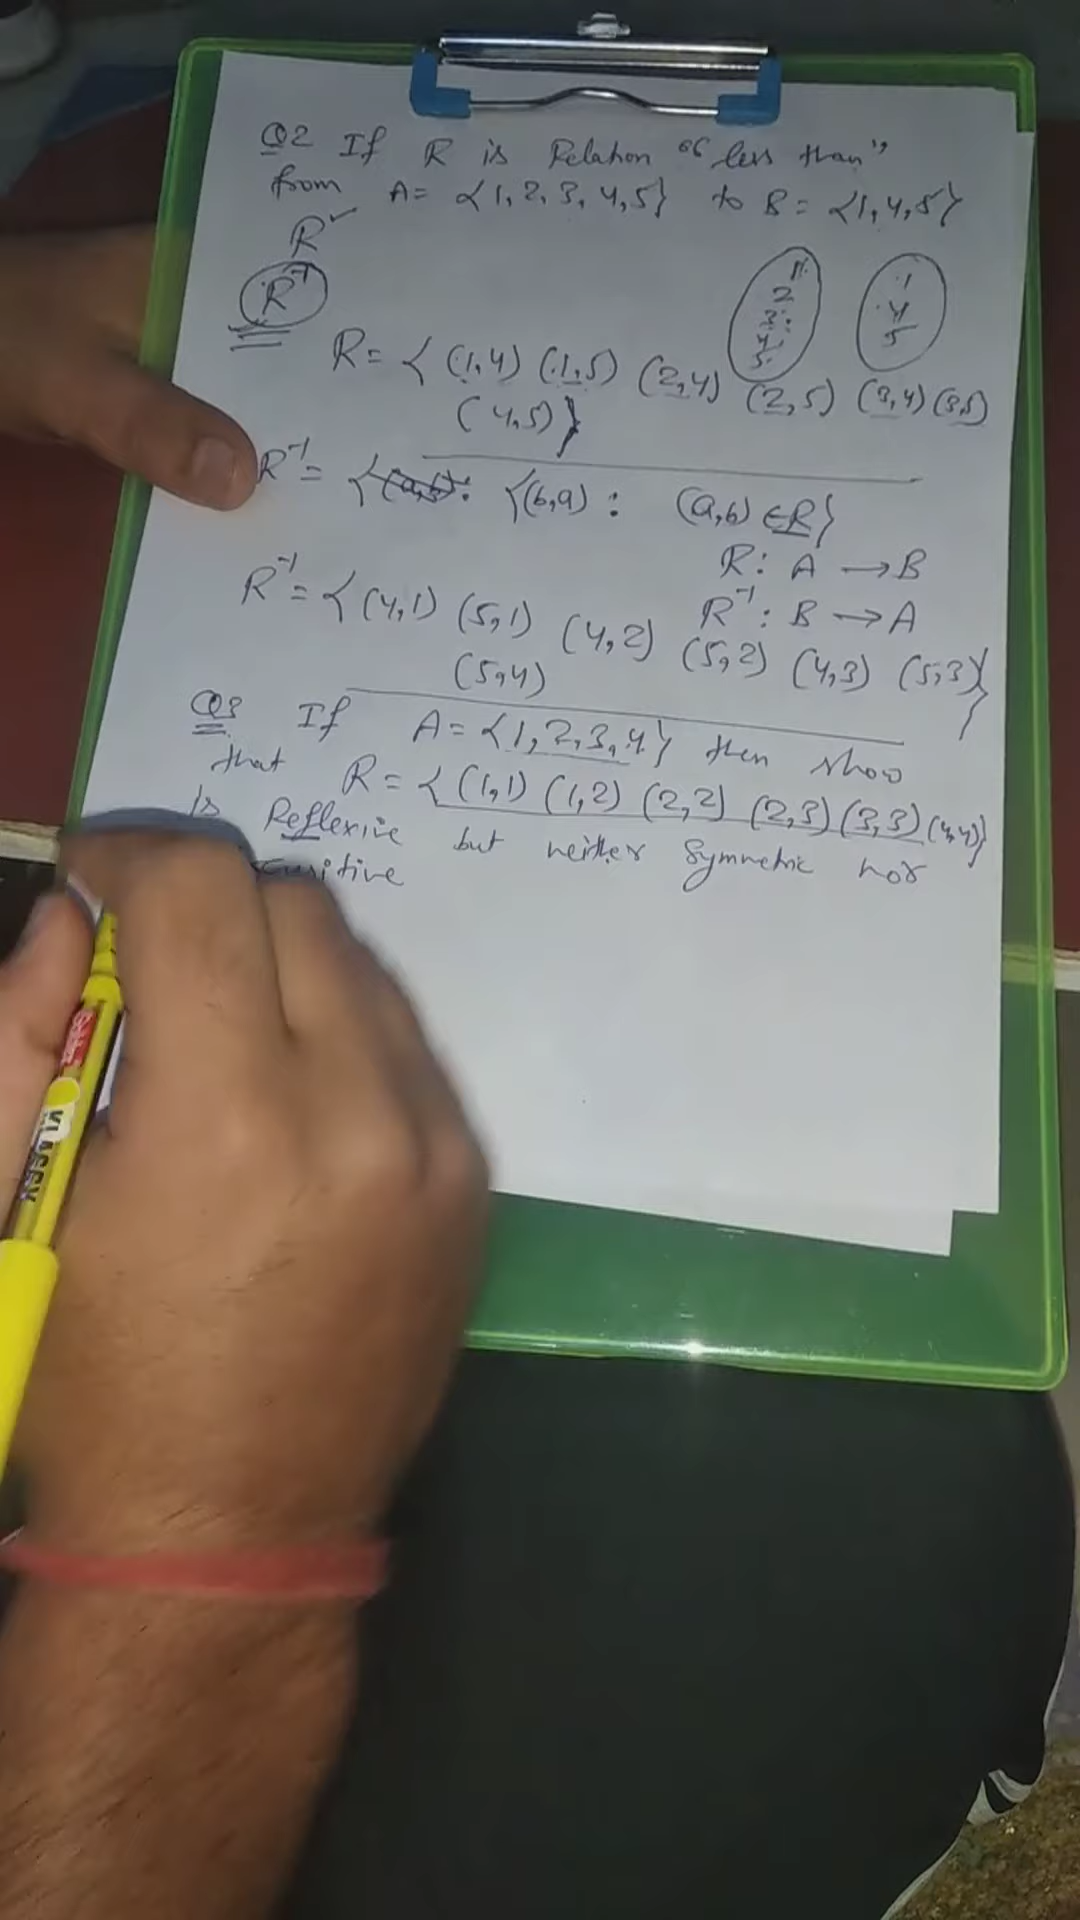 Q2 If R is Relation "less than"
from A = {1, 2, 3, 4, 5} to B = {1, 4, 5}
R ✓
R⁻¹
1
2
3
4
5
1
4
5
R = { (1,4) (1,5) (2,4) (2,5) (3,4) (3,5)
(4,5)}
R⁻¹ = {(a,b): {(b,a) : (a,b) ∈ R}
R: A → B
R⁻¹: B → A
R⁻¹ = { (4,1) (5,1) (4,2) (5,2) (4,3) (5,3)
(5,4) }
Q3 If A = {1, 2, 3, 4} then show
that R = { (1,1) (1,2) (2,2) (2,3) (3,3) (4,4)}
is Reflexive but neither Symmetric nor
KLASSY